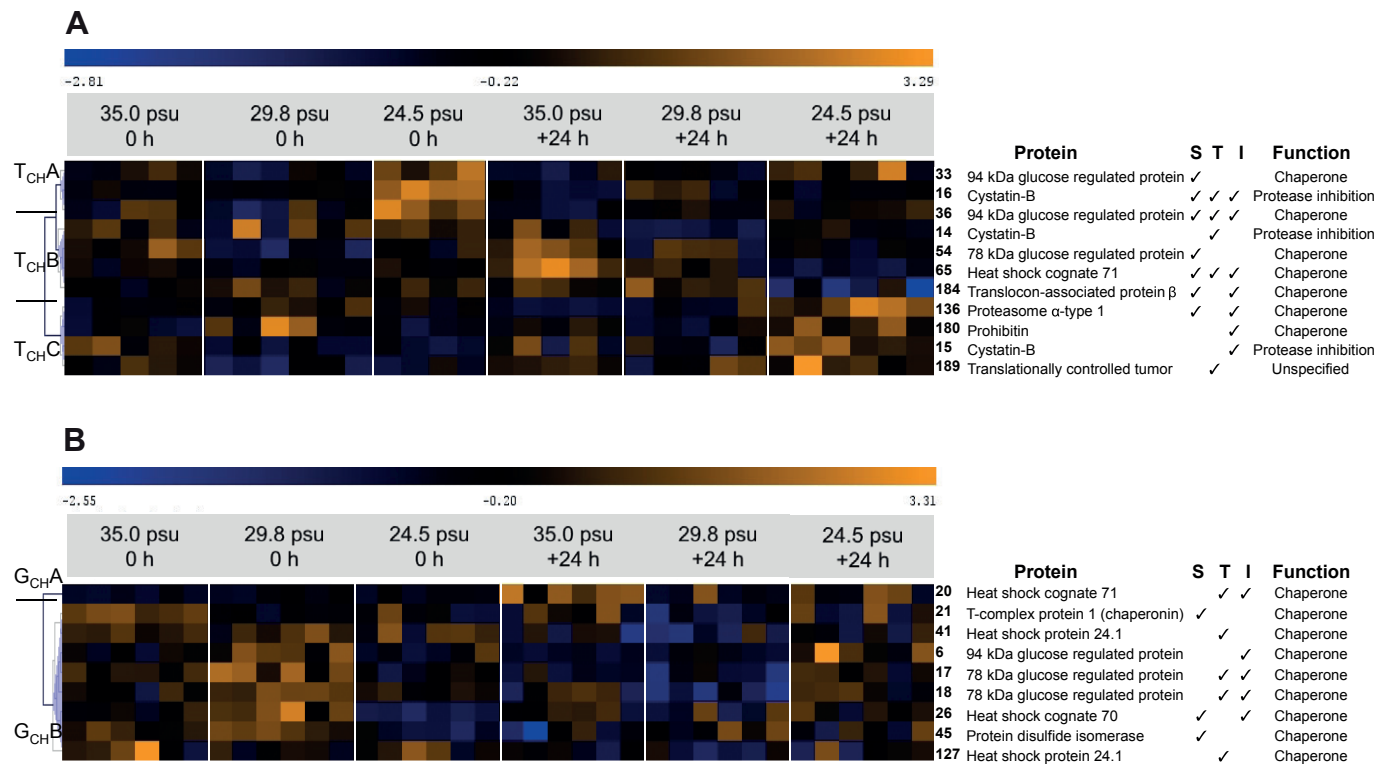 A
-2.81 -0.22 3.29
35.0 psu 29.8 psu 24.5 psu 35.0 psu 29.8 psu 24.5 psu
0 h 0 h 0 h +24 h +24 h +24 h
Protein S T I Function
TCHA
TCHB
TCHC
33 94 kDa glucose regulated protein ✓ Chaperone
16 Cystatin-B ✓ ✓ ✓ Protease inhibition
36 94 kDa glucose regulated protein ✓ ✓ ✓ Chaperone
14 Cystatin-B ✓ Protease inhibition
54 78 kDa glucose regulated protein ✓ Chaperone
65 Heat shock cognate 71 ✓ ✓ ✓ Chaperone
184 Translocon-associated protein β ✓ ✓ Chaperone
136 Proteasome α-type 1 ✓ ✓ Chaperone
180 Prohibitin ✓ Chaperone
15 Cystatin-B ✓ Protease inhibition
189 Translationally controlled tumor ✓ Unspecified
B
-2.55 -0.20 3.31
35.0 psu 29.8 psu 24.5 psu 35.0 psu 29.8 psu 24.5 psu
0 h 0 h 0 h +24 h +24 h +24 h
Protein S T I Function
GCHA
GCHB
20 Heat shock cognate 71 ✓ ✓ Chaperone
21 T-complex protein 1 (chaperonin) ✓ Chaperone
41 Heat shock protein 24.1 ✓ Chaperone
6 94 kDa glucose regulated protein ✓ Chaperone
17 78 kDa glucose regulated protein ✓ ✓ Chaperone
18 78 kDa glucose regulated protein ✓ ✓ Chaperone
26 Heat shock cognate 70 ✓ ✓ Chaperone
45 Protein disulfide isomerase ✓ Chaperone
127 Heat shock protein 24.1 ✓ Chaperone